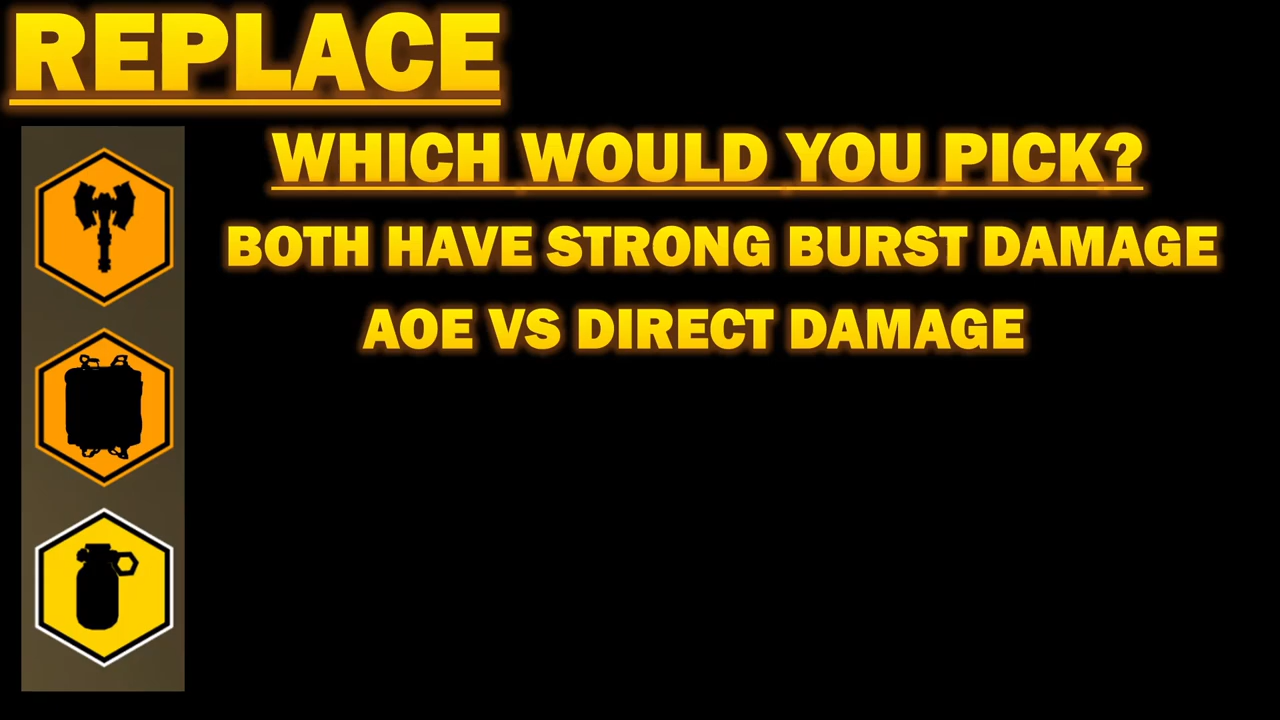 REPLACE
WHICH WOULD YOU PICK?
BOTH HAVE STRONG BURST DAMAGE
AOE VS DIRECT DAMAGE